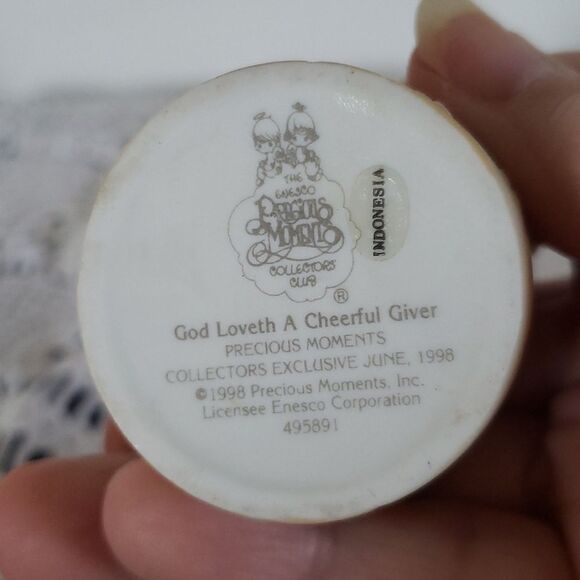 THE
ENESCO
PRECIOUS
MOMENTS
COLLECTORS'
CLUB
®
INDONESIA
God Loveth A Cheerful Giver
PRECIOUS MOMENTS
COLLECTORS EXCLUSIVE JUNE, 1998
©1998 Precious Moments, Inc.
Licensee Enesco Corporation
495891